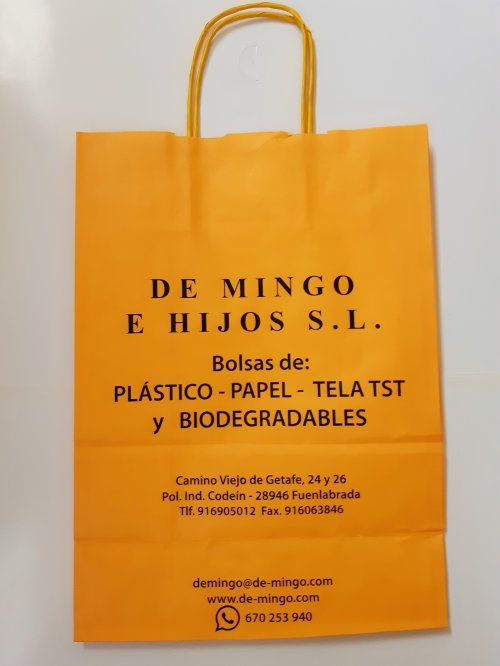 DE MINGO
E HIJOS S.L.
Bolsas de:
PLÁSTICO - PAPEL - TELA TST
y BIODEGRADABLES
Camino Viejo de Getafe, 24 y 26
Pol. Ind. Codeín - 28946 Fuenlabrada
Tlf. 916905012 Fax. 916063846
demingo@de-mingo.com
www.de-mingo.com
670 253 940